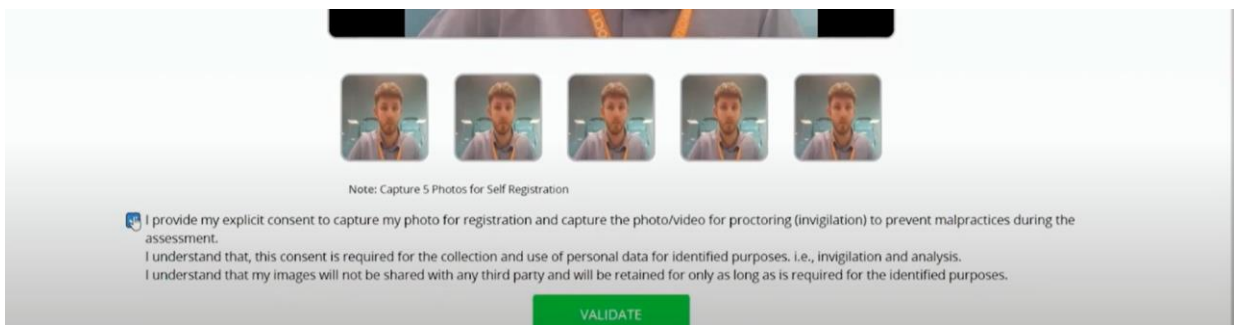 Note: Capture 5 Photos for Self Registration
I provide my explicit consent to capture my photo for registration and capture the photo/video for proctoring (invigilation) to prevent malpractices during the
assessment.
I understand that, this consent is required for the collection and use of personal data for identified purposes. i.e., invigilation and analysis.
I understand that my images will not be shared with any third party and will be retained for only as long as is required for the identified purposes.
VALIDATE